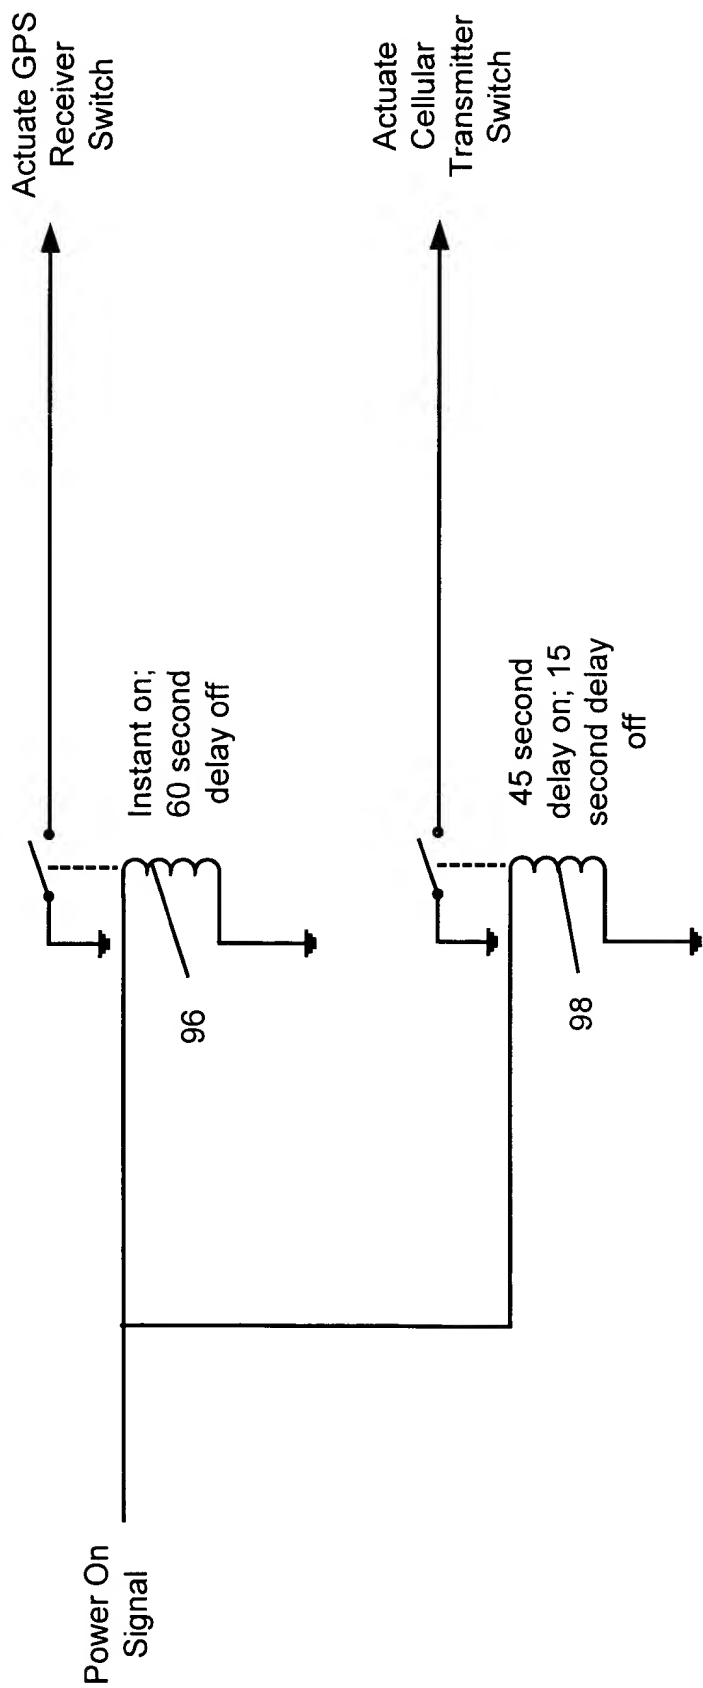 Power On
Signal
96
Instant on;
60 second
delay off
Actuate GPS
Receiver
Switch
98
45 second
delay on; 15
second delay
off
Actuate
Cellular
Transmitter
Switch